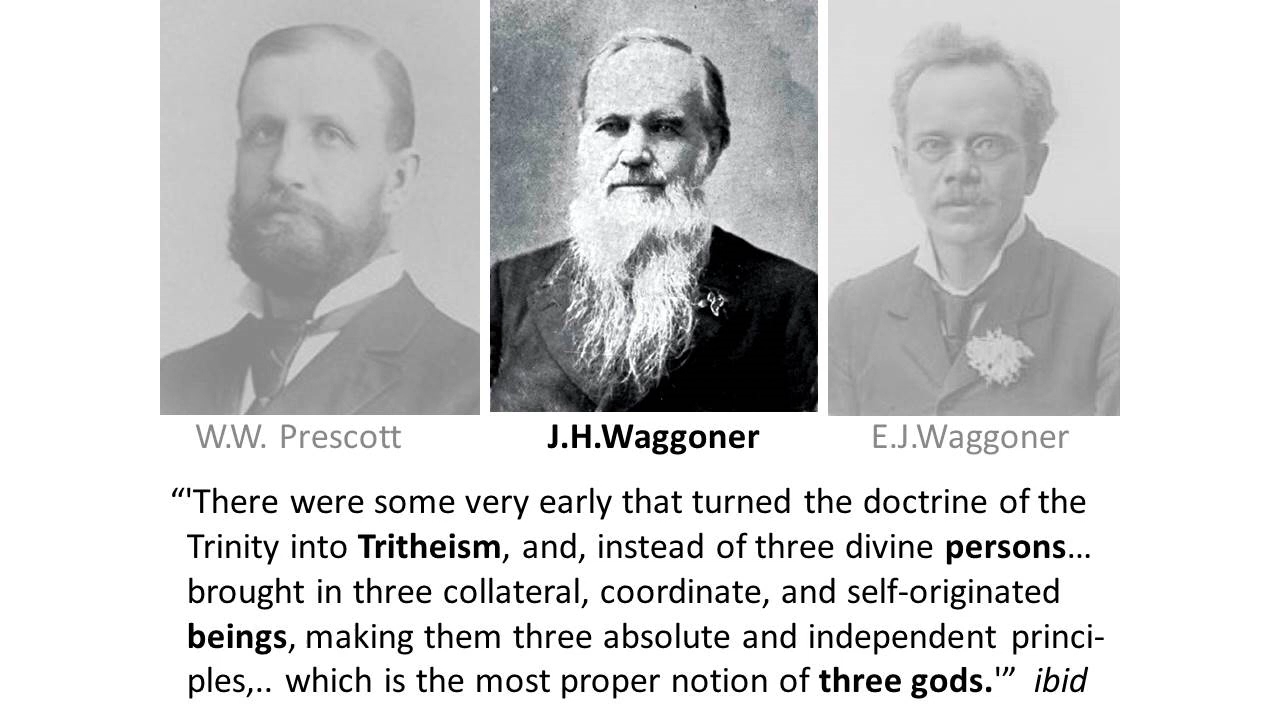 W.W. Prescott
J.H.Waggoner
E.J.Waggoner
“'There were some very early that turned the doctrine of the
Trinity into Tritheism, and, instead of three divine persons…
brought in three collateral, coordinate, and self-originated
beings, making them three absolute and independent princi-
ples,.. which is the most proper notion of three gods.'” ibid